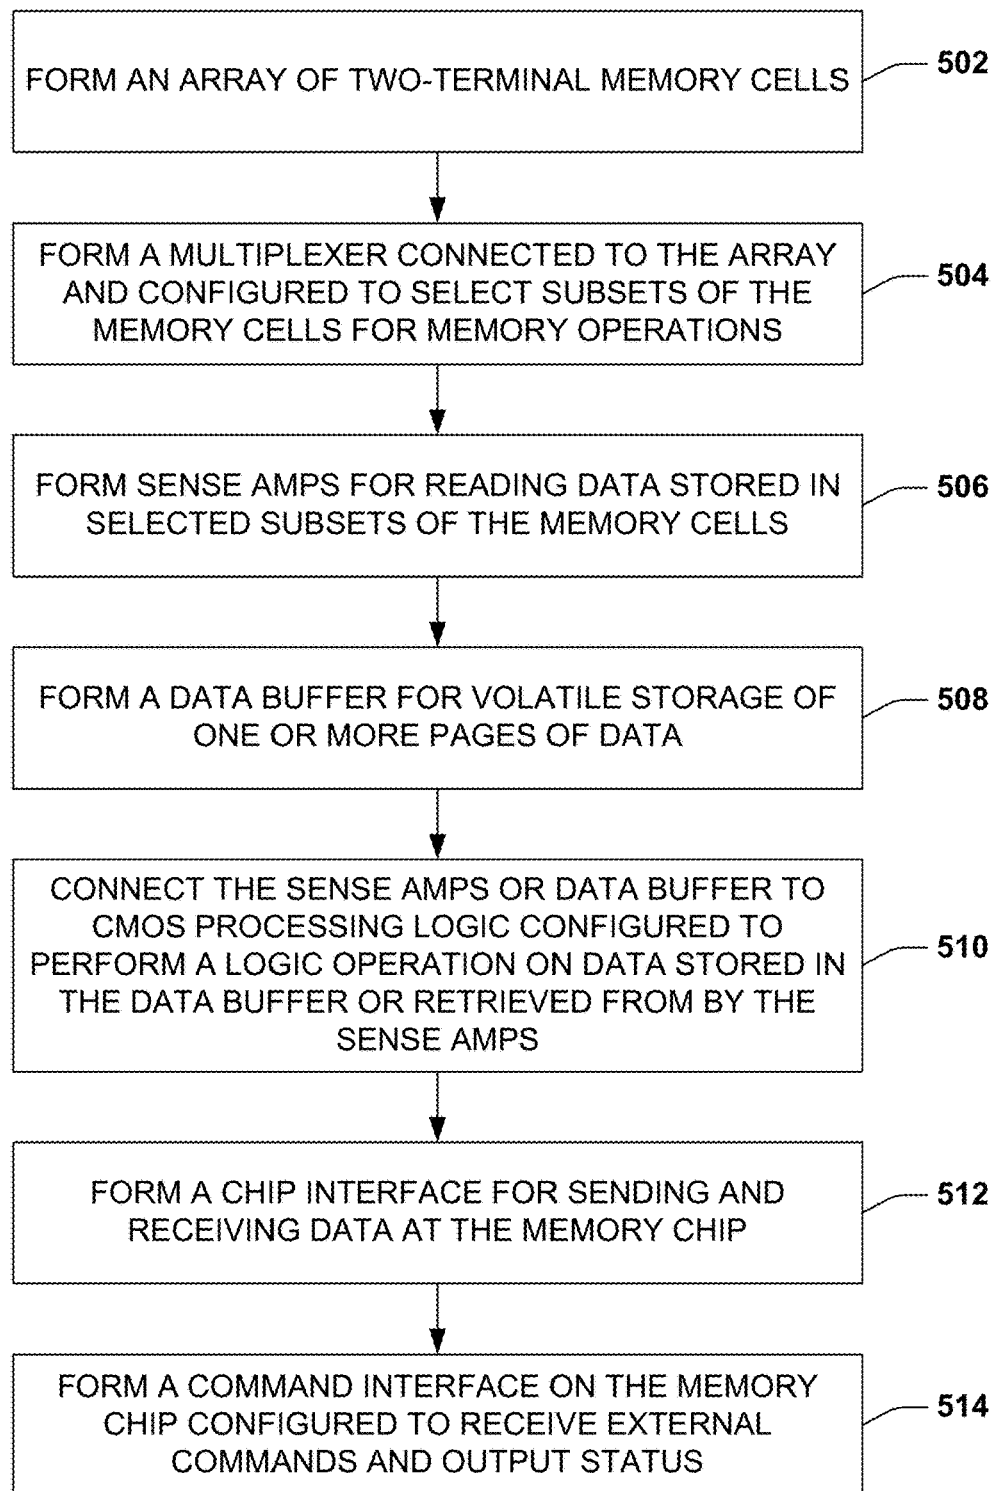 FORM AN ARRAY OF TWO-TERMINAL MEMORY CELLS
502
FORM A MULTIPLEXER CONNECTED TO THE ARRAY
AND CONFIGURED TO SELECT SUBSETS OF THE
MEMORY CELLS FOR MEMORY OPERATIONS
504
FORM SENSE AMPS FOR READING DATA STORED IN
SELECTED SUBSETS OF THE MEMORY CELLS
506
FORM A DATA BUFFER FOR VOLATILE STORAGE OF
ONE OR MORE PAGES OF DATA
508
CONNECT THE SENSE AMPS OR DATA BUFFER TO
CMOS PROCESSING LOGIC CONFIGURED TO
PERFORM A LOGIC OPERATION ON DATA STORED IN
THE DATA BUFFER OR RETRIEVED FROM BY THE
SENSE AMPS
510
FORM A CHIP INTERFACE FOR SENDING AND
RECEIVING DATA AT THE MEMORY CHIP
512
FORM A COMMAND INTERFACE ON THE MEMORY
CHIP CONFIGURED TO RECEIVE EXTERNAL
COMMANDS AND OUTPUT STATUS
514